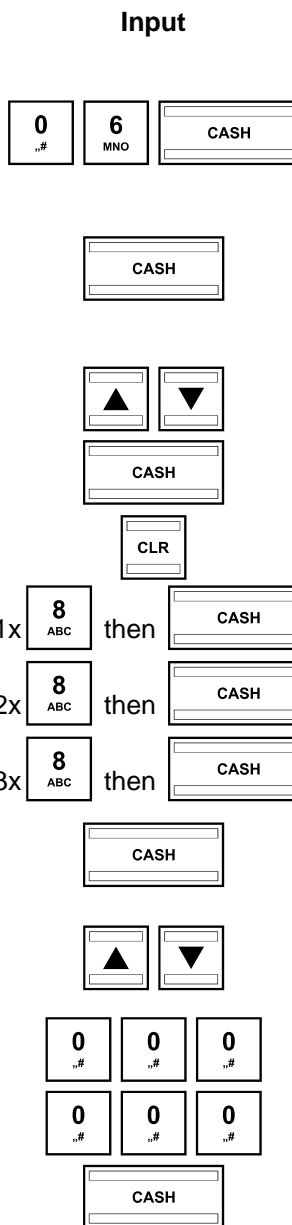 Input
0 6 CASH
„# MNO
CASH
▲ ▼
CASH
CLR
1x 8 ABC then CASH
2x 8 ABC then CASH
3x 8 ABC then CASH
CASH
▲ ▼
0 0 0
„# „# „#
0 0 0
„# „# „#
CASH